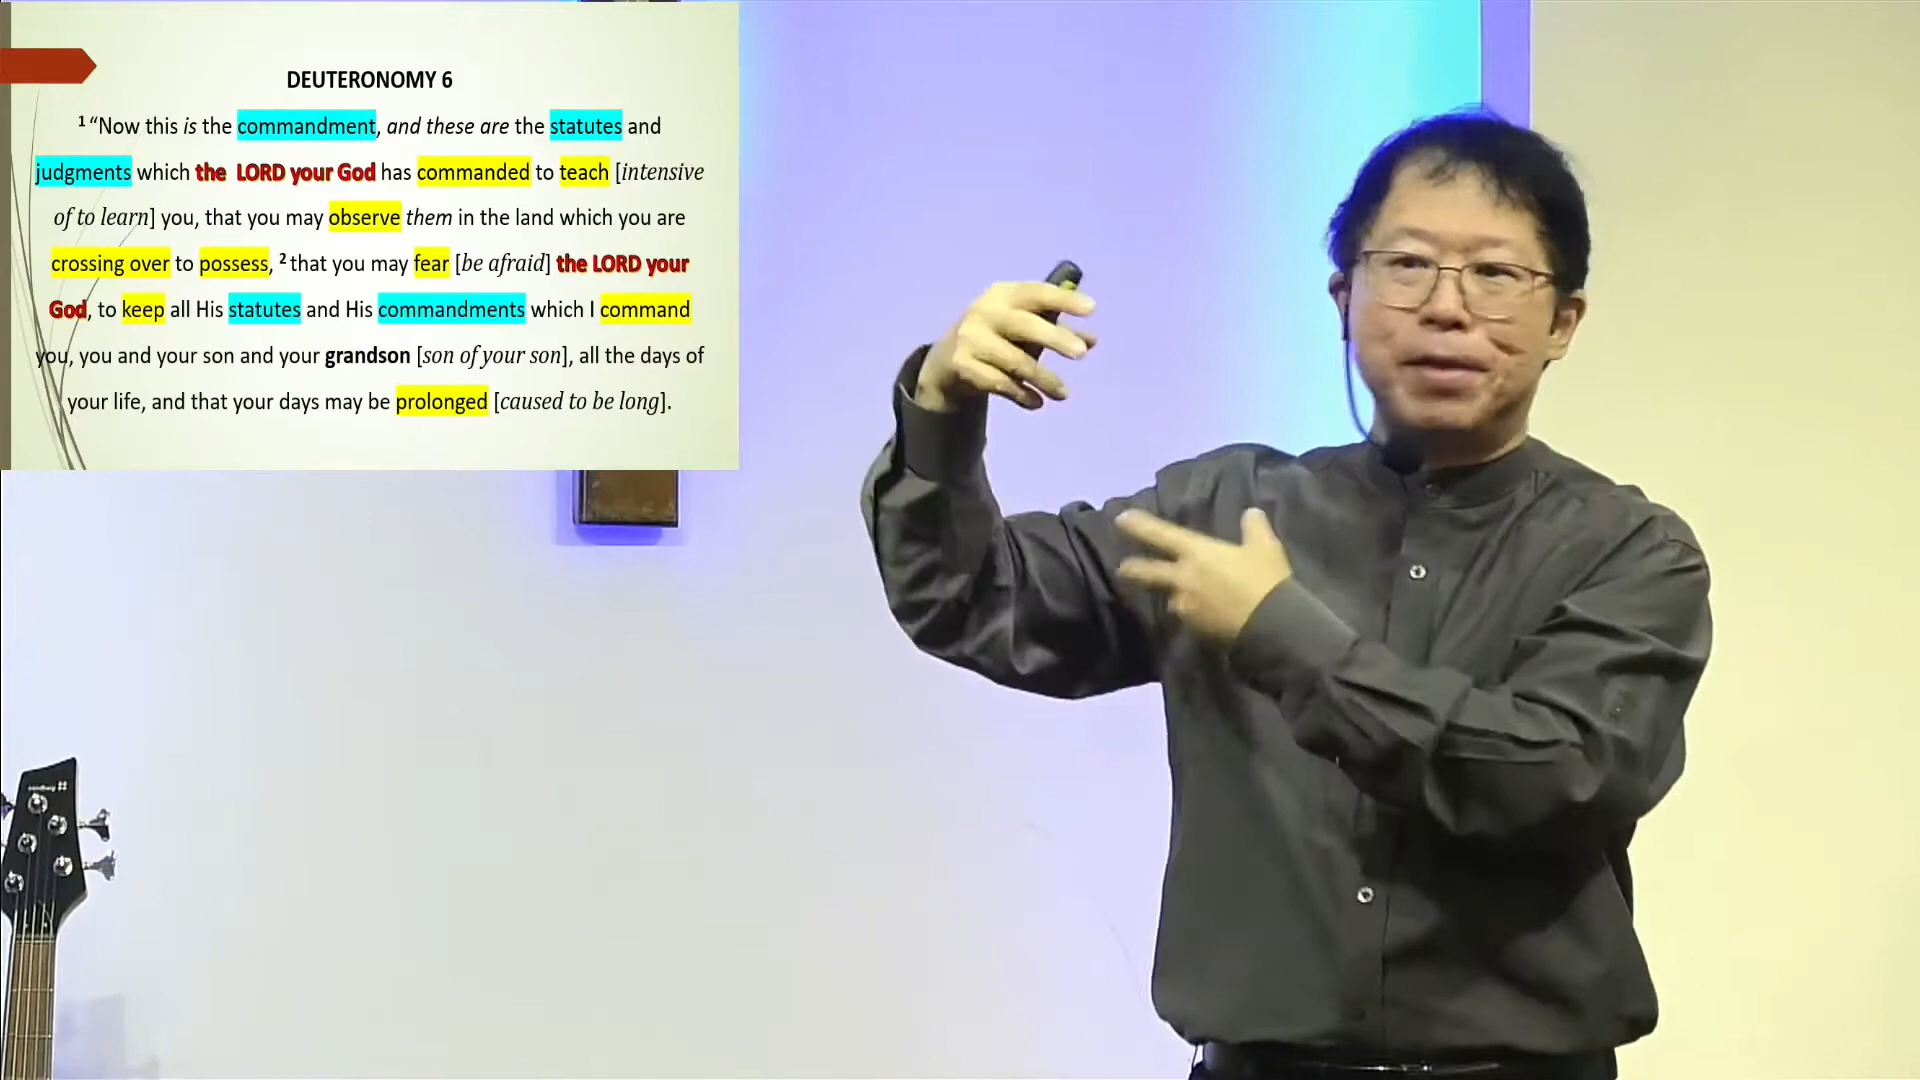 DEUTERONOMY 6
1 “Now this is the commandment, and these are the statutes and
judgments which the LORD your God has commanded to teach [intensive
of to learn] you, that you may observe them in the land which you are
crossing over to possess, 2 that you may fear [be afraid] the LORD your
God, to keep all His statutes and His commandments which I command
you, you and your son and your grandson [son of your son], all the days of
your life, and that your days may be prolonged [caused to be long].